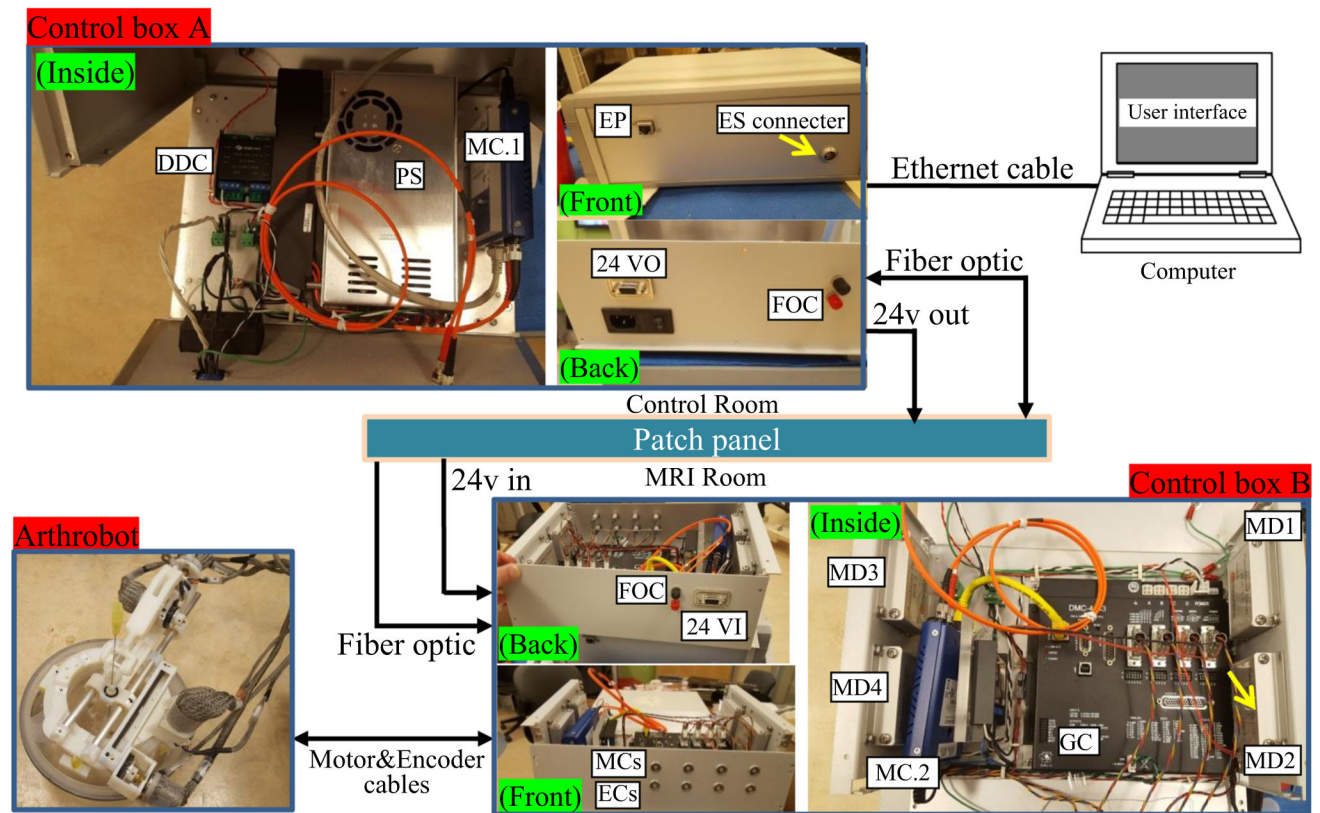 Control box A
(Inside)
DDC
PS
MC.1
EP
ES connecter
(Front)
24 VO
FOC
(Back)
Ethernet cable
User interface
Computer
Fiber optic
24v out
Control Room
Patch panel
MRI Room
24v in
Fiber optic
Arthrobot
Motor&Encoder
cables
Control box B
FOC
24 VI
(Back)
MCs
ECs
(Front)
(Inside)
MD1
MD3
MD4
MC.2
GC
MD2
POWER